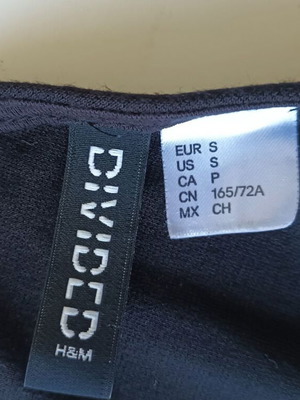 DIVIDED
H&M
EUR S
US S
CA P
CN 165/72A
MX CH